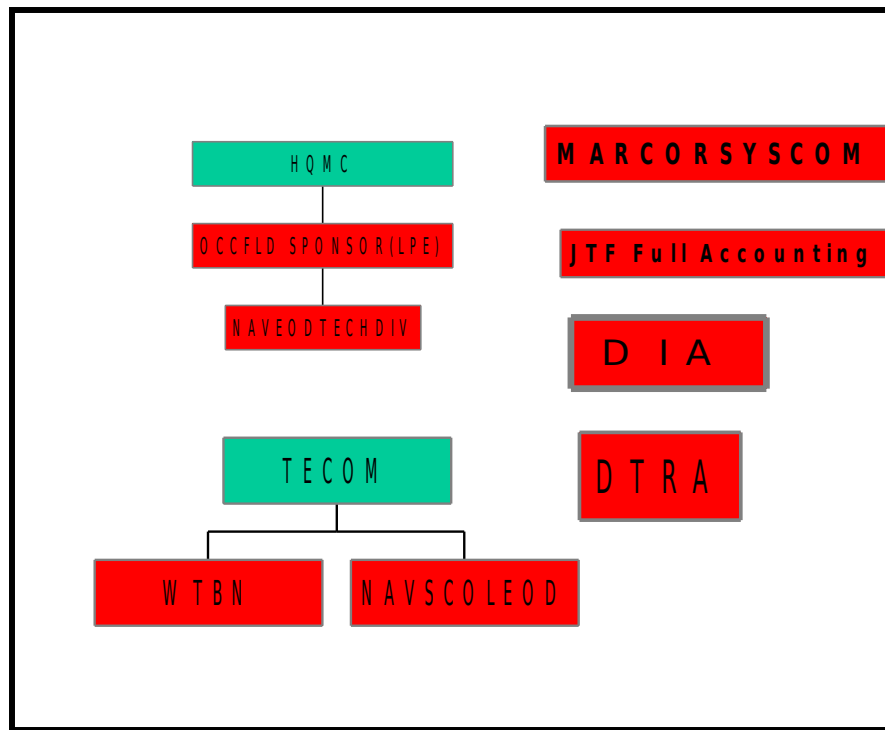 HQMC
OCCFLD SPONSOR(LPE)
NAVEODTECHDIV
TECOM
WTBN
NAVSCOLEOD
MARCORSYSCOM
JTF Full Accounting
DIA
DTRA